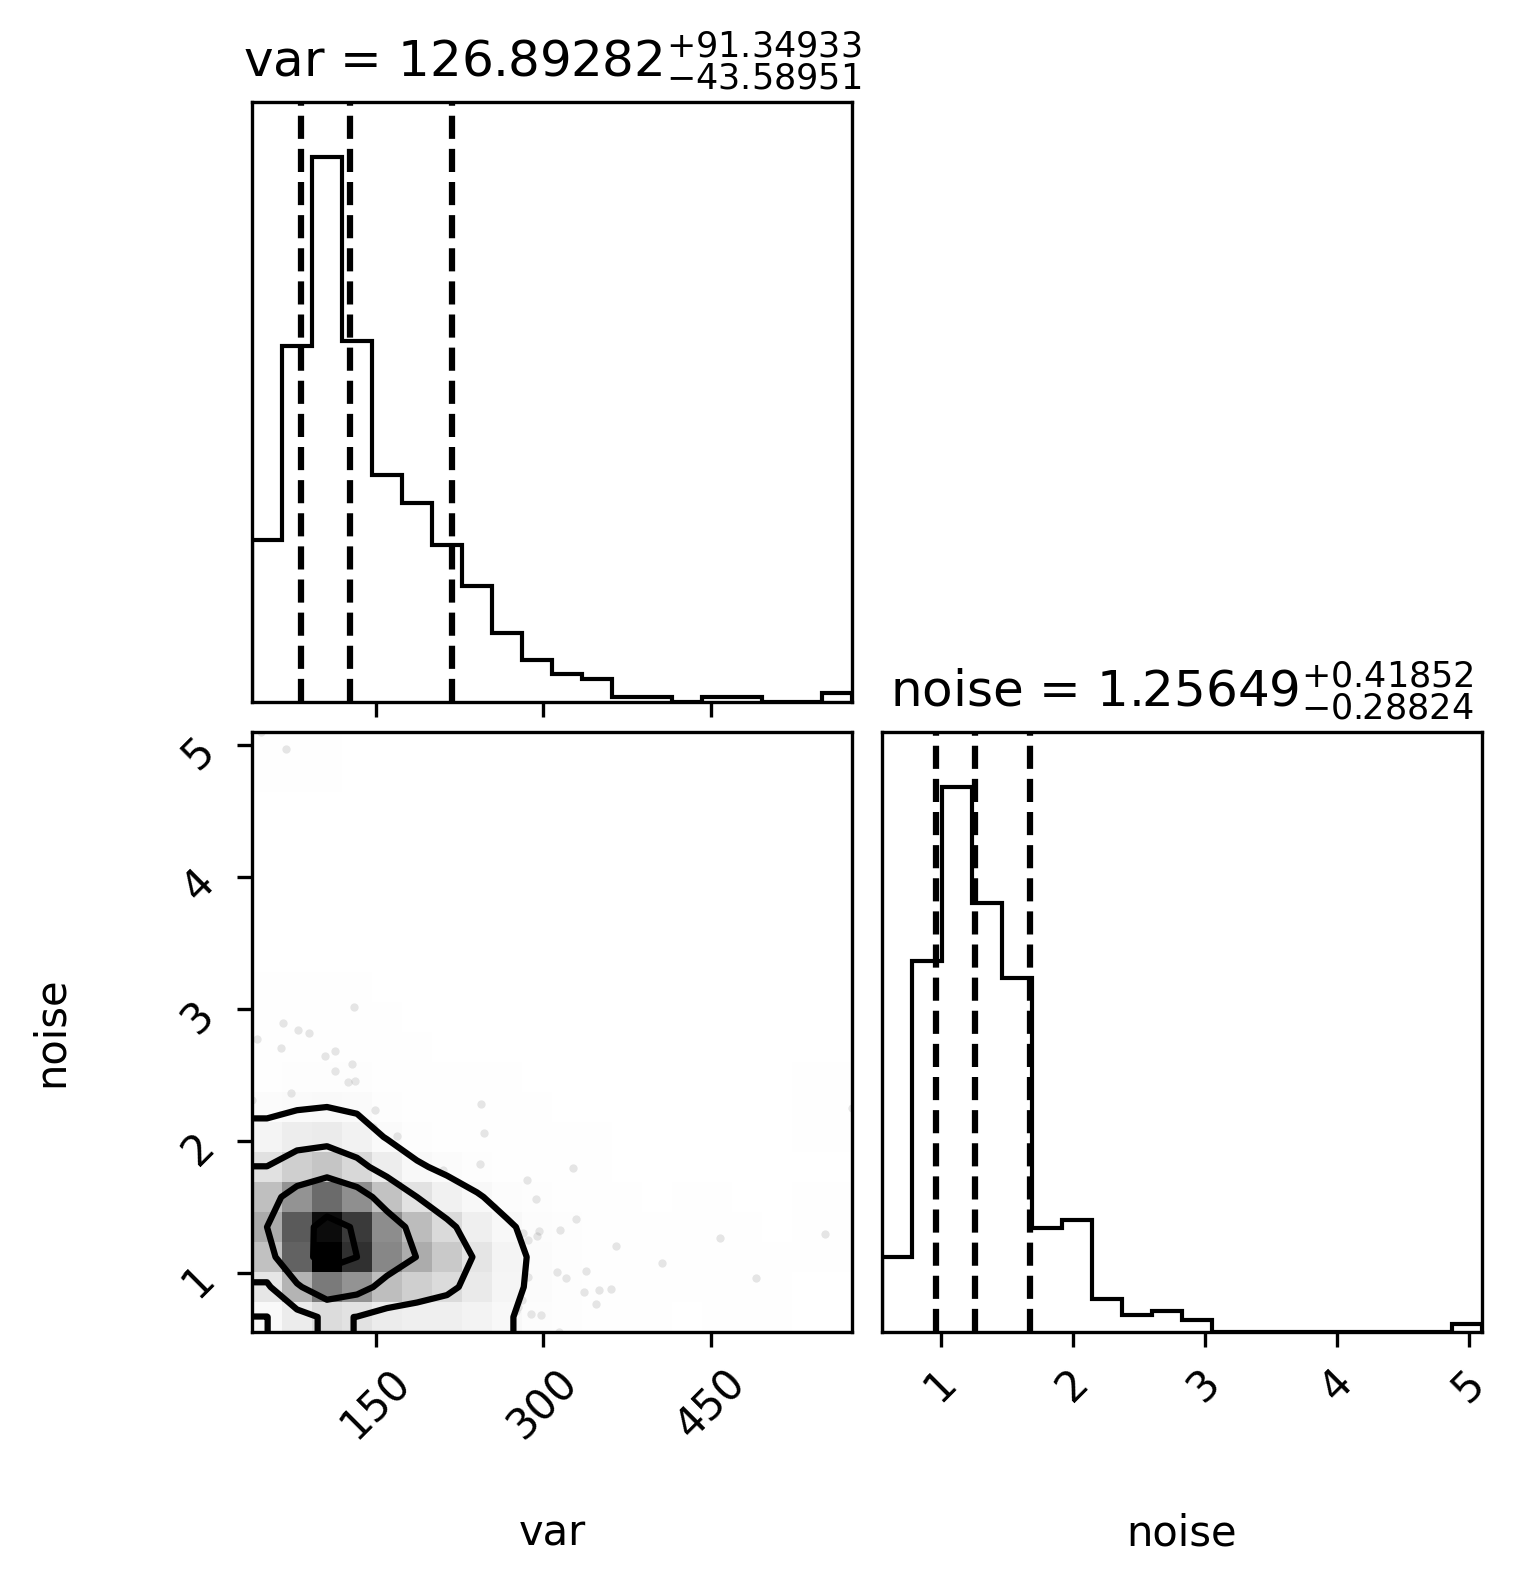 var = 126.89282 +91.34933 −43.58951
noise = 1.25649 +0.41852 −0.28824
5
4
3
2
1
noise
150 300 450
1 2 3 4 5
var
noise